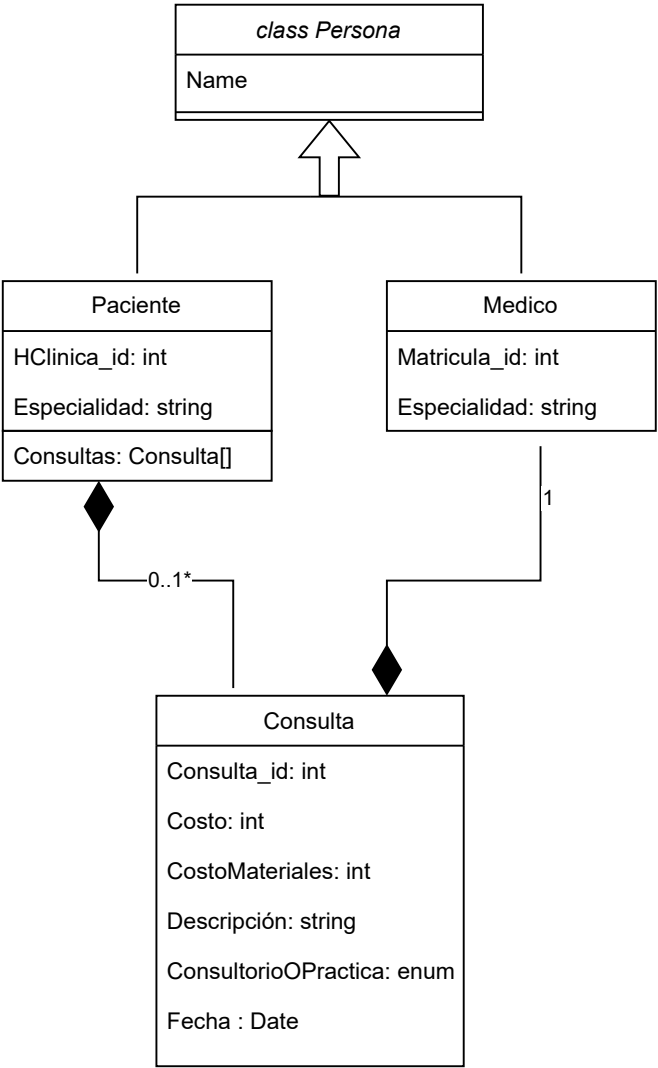 class Persona
Name
Paciente
HClinica_id: int
Especialidad: string
Consultas: Consulta[]
Medico
Matricula_id: int
Especialidad: string
1
0..1*
Consulta
Consulta_id: int
Costo: int
CostoMateriales: int
Descripción: string
ConsultorioOPractica: enum
Fecha : Date